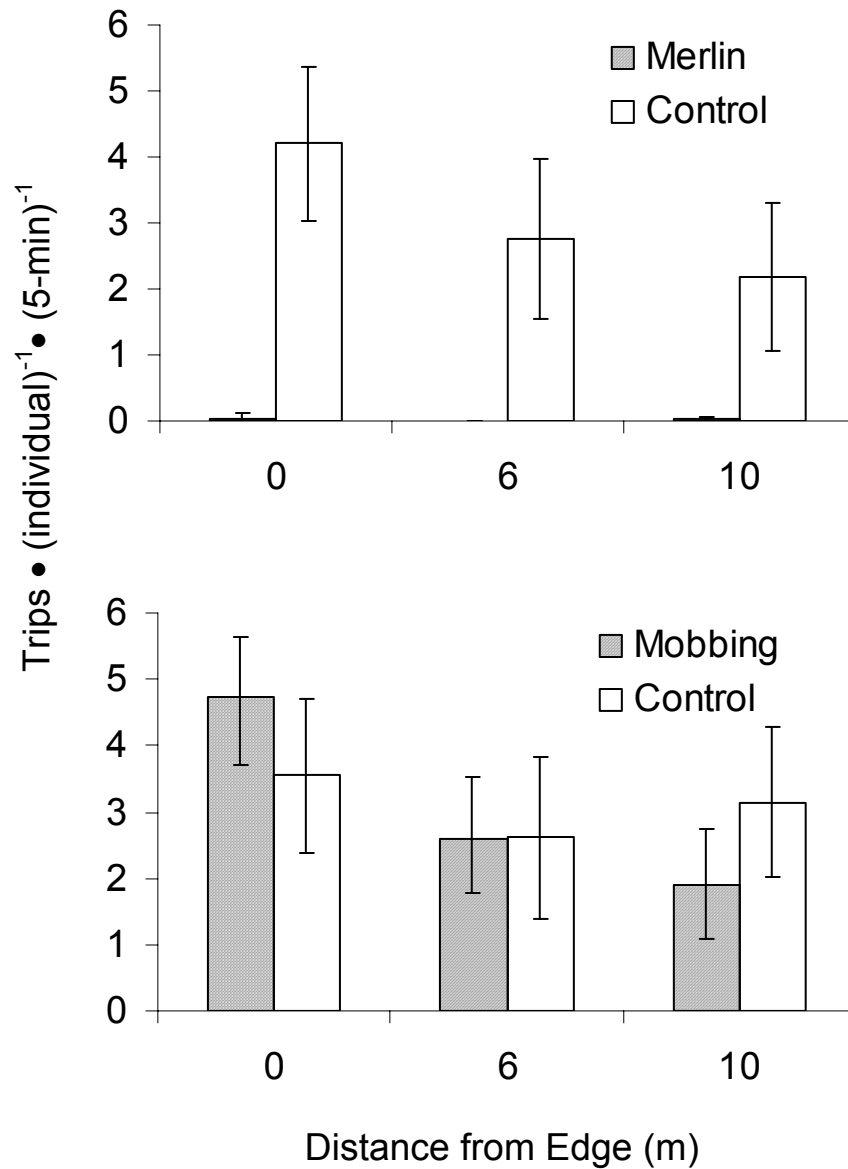 Trips ● (individual)⁻¹ ● (5-min)⁻¹
6
5
4
3
2
1
0
Merlin
Control
0 6 10
6
5
4
3
2
1
0
Mobbing
Control
0 6 10
Distance from Edge (m)